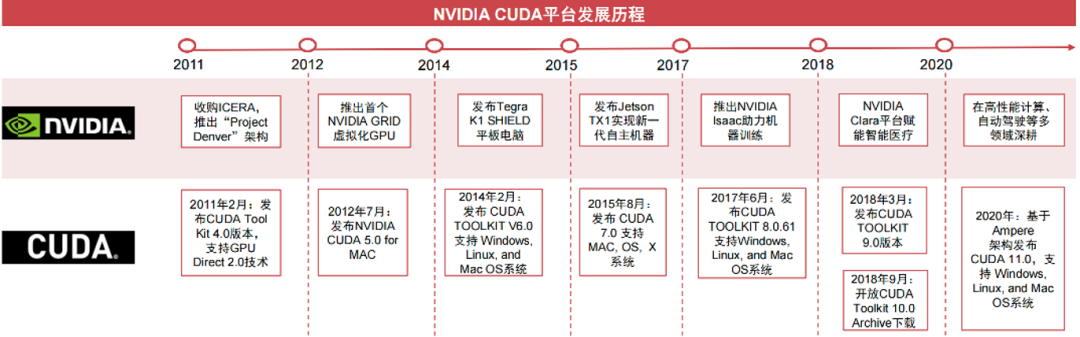 NVIDIA CUDA平台发展历程
2011
2012
2014
2015
2017
2018
2020
NVIDIA.
收购ICERA，
推出“Project
Denver”架构
推出首个
NVIDIA GRID
虚拟化GPU
发布Tegra
K1 SHIELD
平板电脑
发布Jetson
TX1实现新一
代自主机器
推出NVIDIA
Isaac助力机
器训练
NVIDIA
Clara平台赋
能智能医疗
在高性能计算、
自动驾驶等多
领域深耕
CUDA.
2011年2月：发
布CUDA Tool
Kit 4.0版本，
支持GPU
Direct 2.0技术
2012年7月：
发布NVIDIA
CUDA 5.0 for
MAC
2014年2月：
发布 CUDA
TOOLKIT V6.0
支持 Windows,
Linux, and
Mac OS系统
2015年8月：
发布 CUDA
7.0 支持
MAC, OS, X
系统
2017年6月：发
布CUDA
TOOLKIT 8.0.61
支持Windows,
Linux, and Mac
OS系统
2018年3月：
发布CUDA
TOOLKIT
9.0版本
2018年9月：
开放CUDA
Toolkit 10.0
Archive下载
2020年：基于
Ampere
架构发布
CUDA 11.0，支
持 Windows,
Linux, and Mac
OS系统